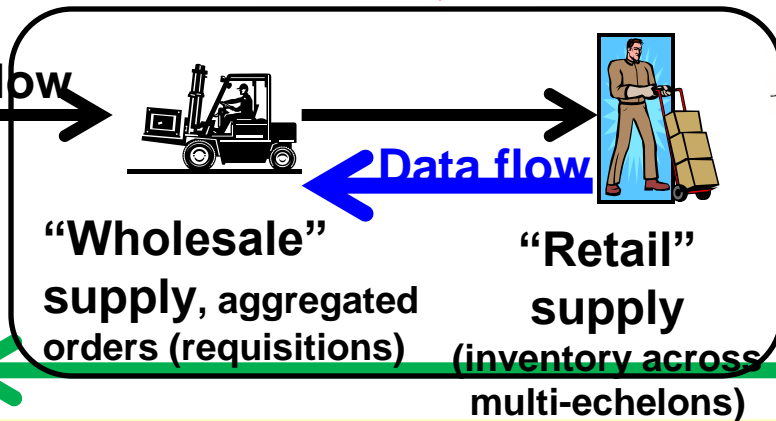 low
Data flow
“Wholesale”
supply, aggregated
orders (requisitions)
“Retail”
supply
(inventory across
multi-echelons)